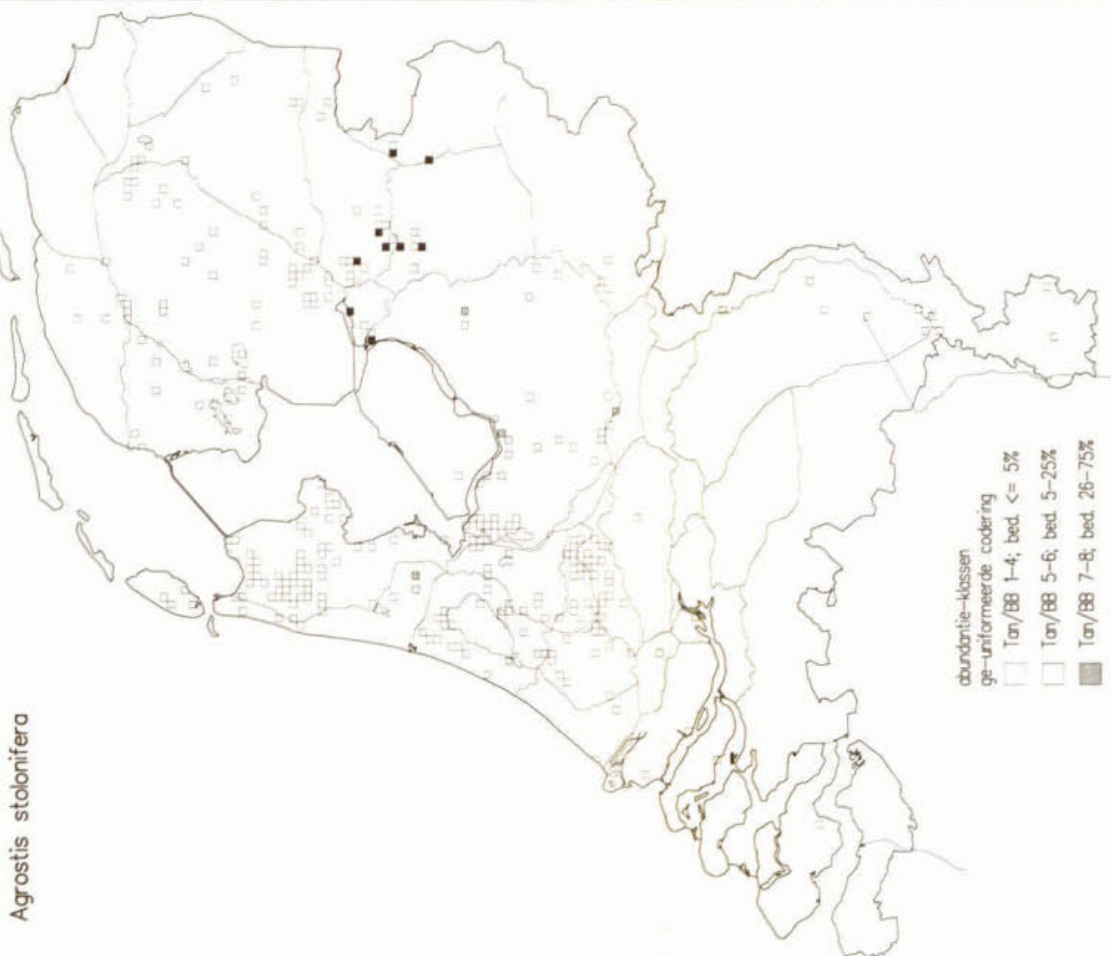 Agrostis stolonifera
abundantie-klassen
ge-uniformeerde codering
Tan/BB 1-4; bed. <= 5%
Tan/BB 5-6; bed. 5-25%
Tan/BB 7-8; bed. 26-75%